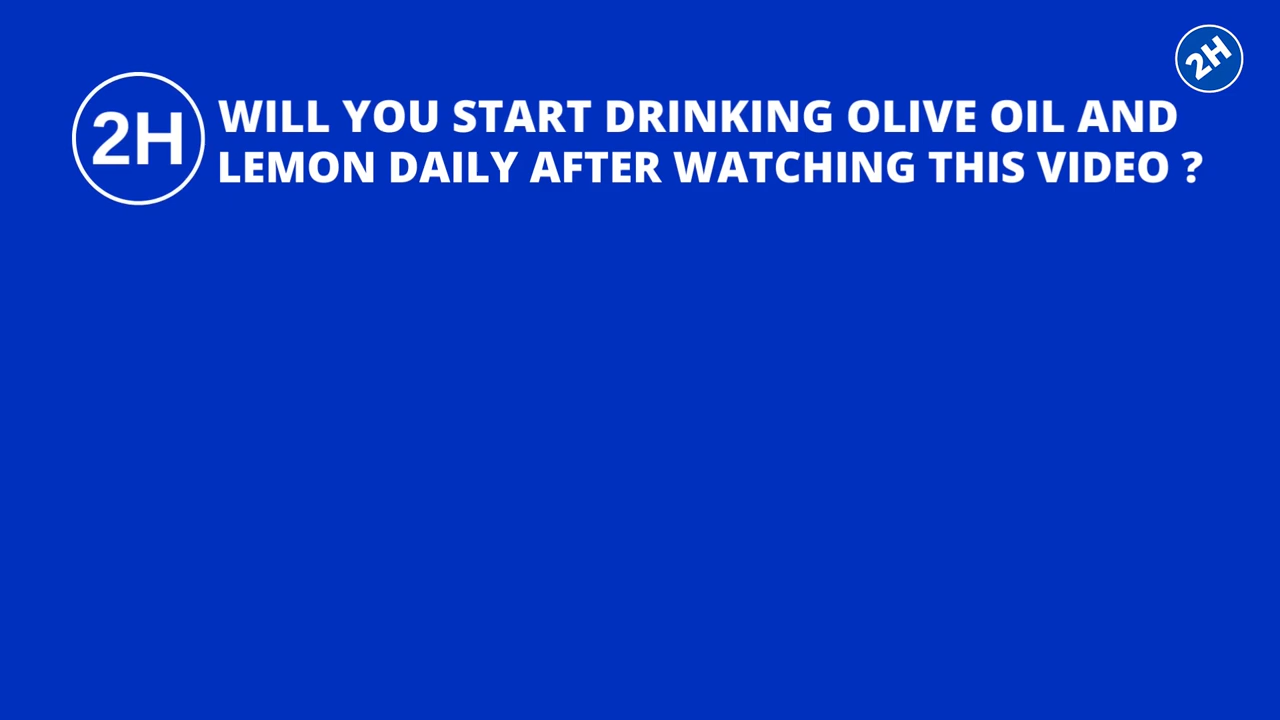 2H
2H
WILL YOU START DRINKING OLIVE OIL AND
LEMON DAILY AFTER WATCHING THIS VIDEO ?